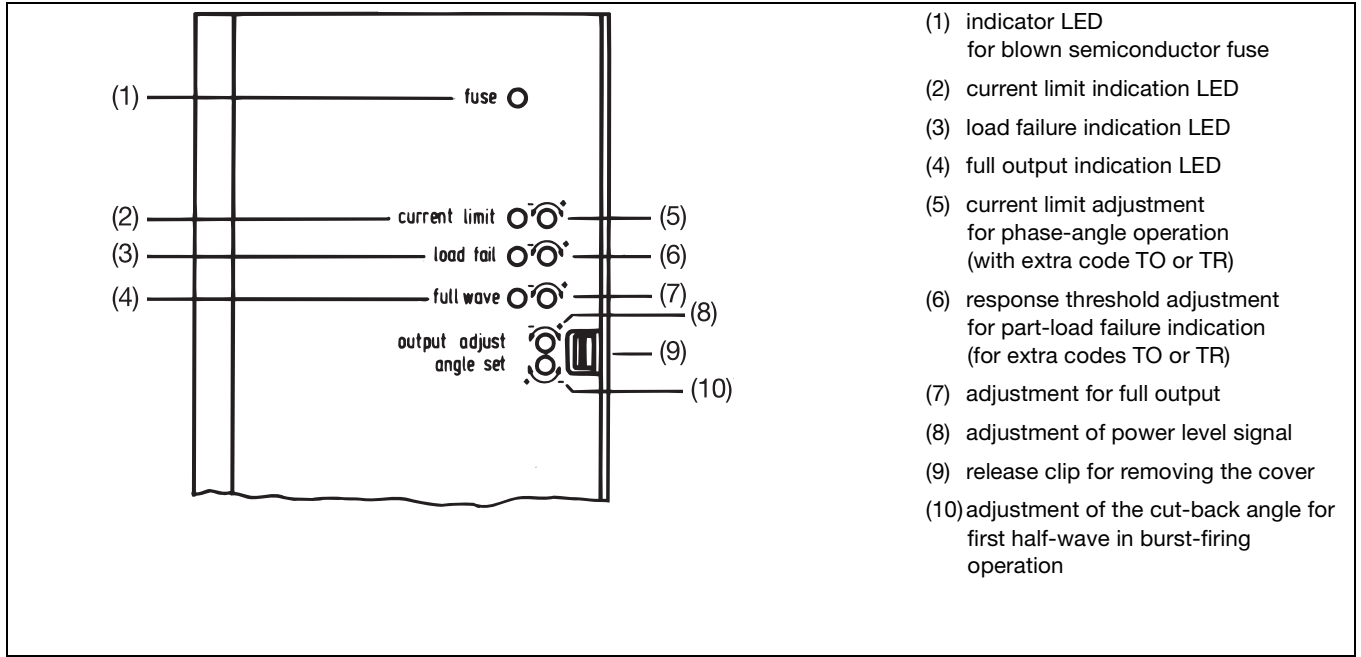 (1) fuse
(2) current limit (5)
(3) load fail (6)
(4) full wave (7)
(8)
output adjust
angle set
(9)
(10)
(1) indicator LED
for blown semiconductor fuse
(2) current limit indication LED
(3) load failure indication LED
(4) full output indication LED
(5) current limit adjustment
for phase-angle operation
(with extra code TO or TR)
(6) response threshold adjustment
for part-load failure indication
(for extra codes TO or TR)
(7) adjustment for full output
(8) adjustment of power level signal
(9) release clip for removing the cover
(10) adjustment of the cut-back angle for
first half-wave in burst-firing
operation